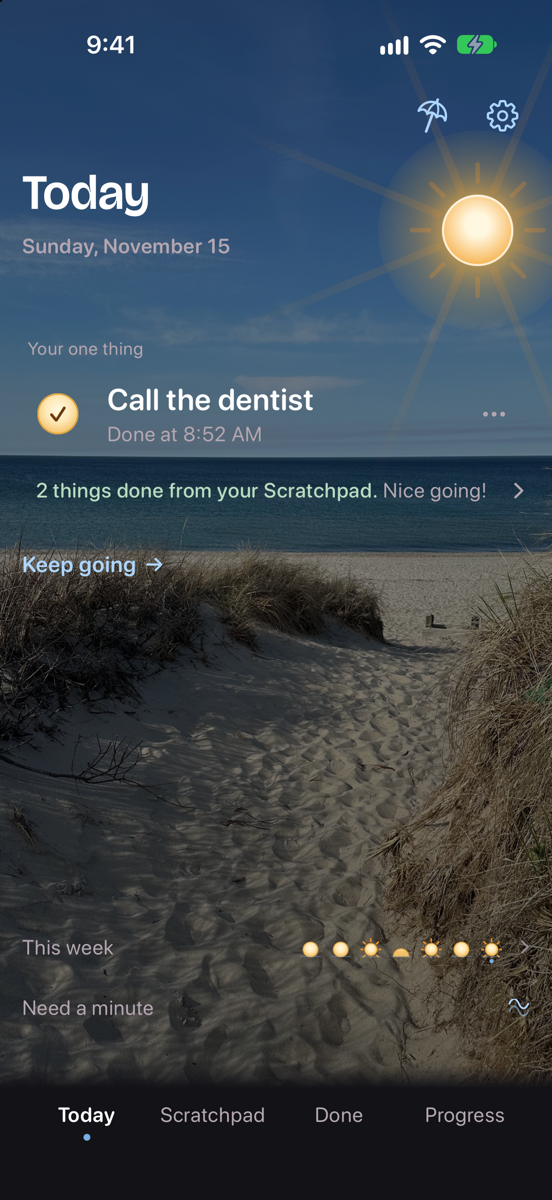 9:41
Today
Sunday, November 15
Your one thing
Call the dentist
Done at 8:52 AM
2 things done from your Scratchpad. Nice going!
Keep going →
This week
Need a minute
Today Scratchpad Done Progress